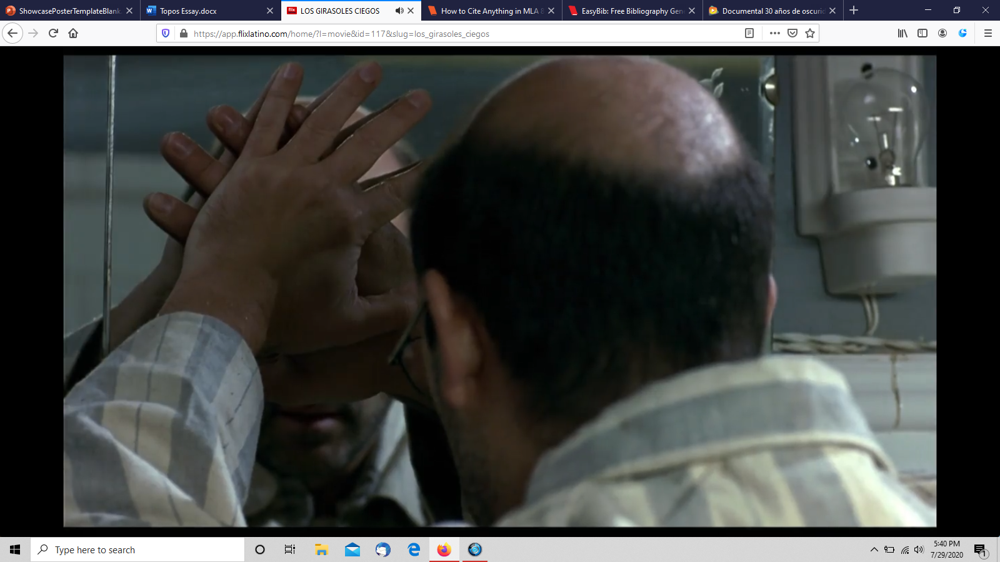 ShowcasePosterTemplateBlank.
Topos Essay.docx
flix
LOS GIRASOLES CIEGOS
How to Cite Anything in MLA 8
EasyBib: Free Bibliography Gen
Documental 30 años de oscurid
https://app.flixlatino.com/home/?l=movie&id=117&slug=los_girasoles_ciegos
Type here to search
5:40 PM
7/29/2020
1